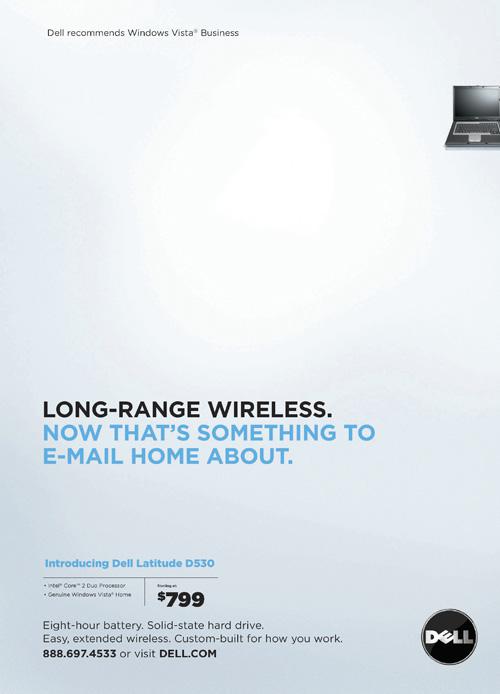 Dell recommends Windows Vista® Business
LONG-RANGE WIRELESS.
NOW THAT'S SOMETHING TO
E-MAIL HOME ABOUT.
Introducing Dell Latitude D530
• Intel® Core™ 2 Duo Processor
• Genuine Windows Vista® Home
Starting at
$799
Eight-hour battery. Solid-state hard drive.
Easy, extended wireless. Custom-built for how you work.
888.697.4533 or visit DELL.COM
DELL